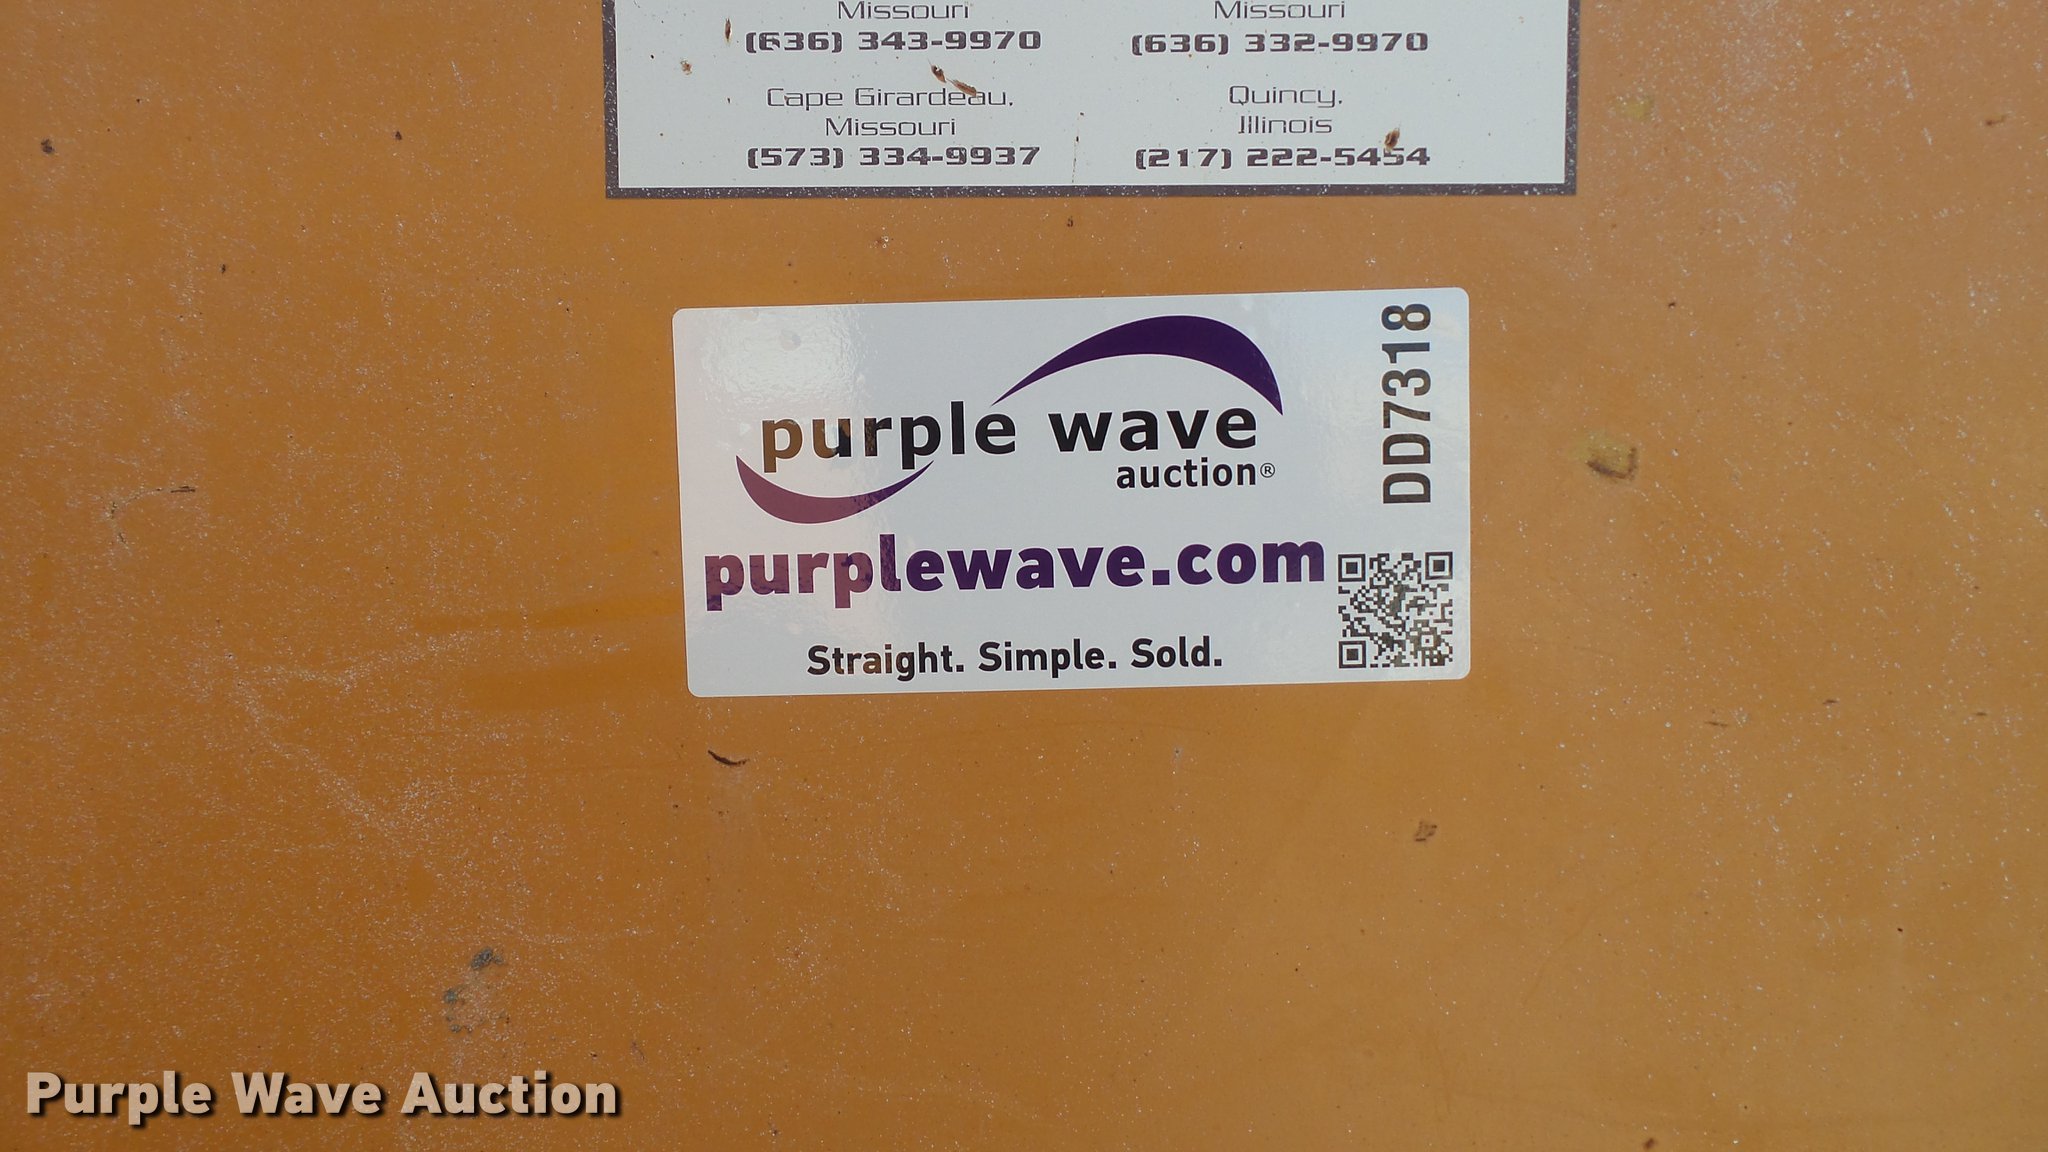 Missouri Missouri
(636) 343-9970 (636) 332-9970
Cape Girardeau, Quincy,
Missouri Illinois
(573) 334-9937 (217) 222-5454
purple wave
auction®
DD7318
purplewave.com
Straight. Simple. Sold.
Purple Wave Auction